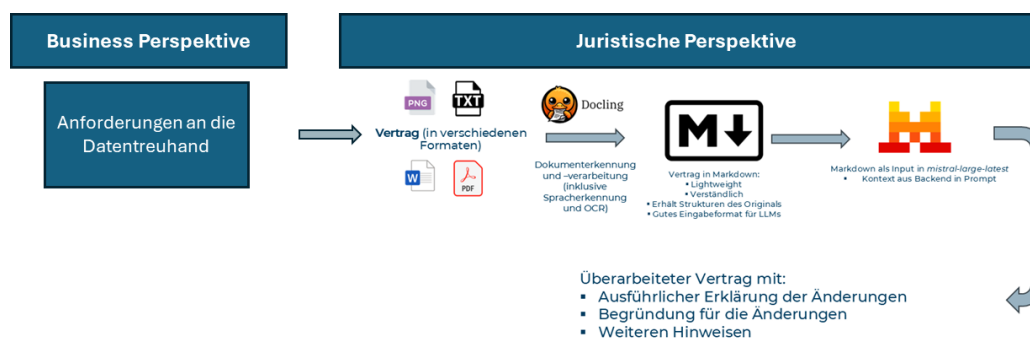 Business Perspektive
Juristische Perspektive
Anforderungen an die
Datentreuhand
PNG
TXT
Vertrag (in verschiedenen
Formaten)
W
PDF
Docling
Dokumenterkennung
und –verarbeitung
(inklusive
Spracherkennung
und OCR)
M
Vertrag in Markdown:
▪ Lightweight
▪ Verständlich
▪ Erhält Strukturen des Originals
▪ Gutes Eingabeformat für LLMs
Markdown als Input in mistral-large-latest
▪ Kontext aus Backend in Prompt
Überarbeiteter Vertrag mit:
▪ Ausführlicher Erklärung der Änderungen
▪ Begründung für die Änderungen
▪ Weiteren Hinweisen